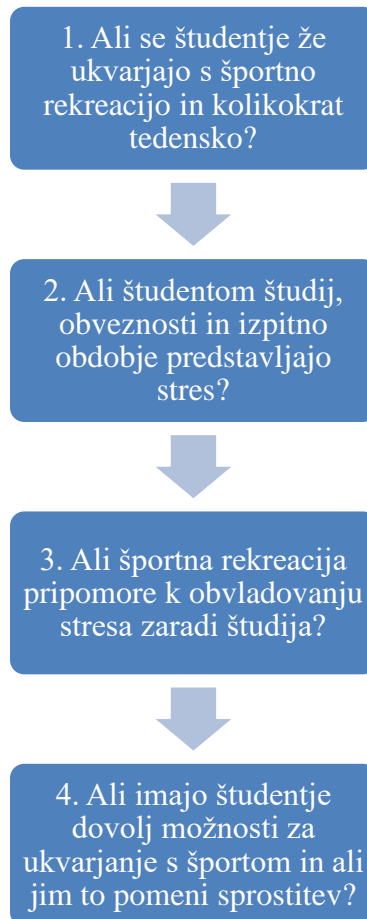 1. Ali se študentje že
ukvarjajo s športno
rekreacijo in kolikokrat
tedensko?
2. Ali študentom študij,
obveznosti in izpitno
obdobje predstavljajo
stres?
3. Ali športna rekreacija
pripomore k obvladovanju
stresa zaradi študija?
4. Ali imajo študentje
dovolj možnosti za
ukvarjanje s športom in ali
jim to pomeni sprostitev?